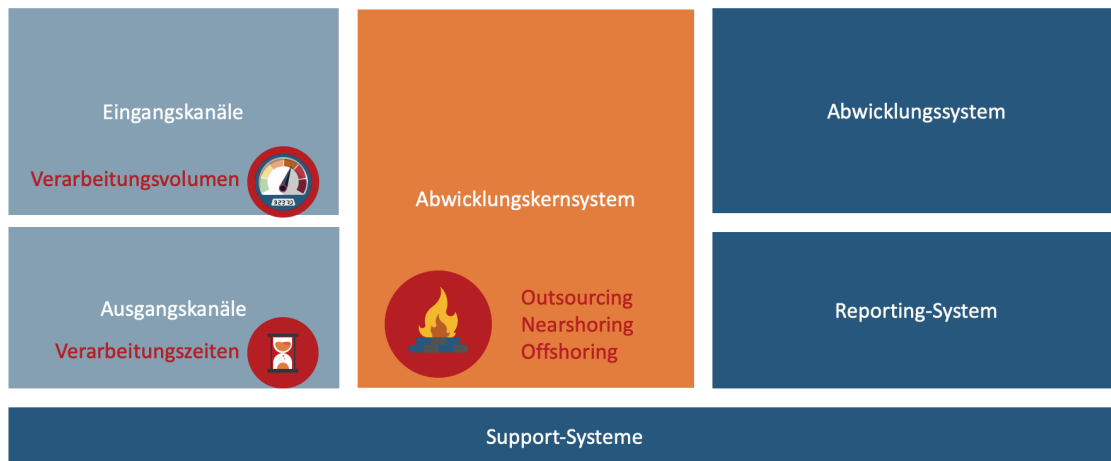 Eingangskanäle
Verarbeitungsvolumen
Ausgangskanäle
Verarbeitungszeiten
Abwicklungskernsystem
Outsourcing
Nearshoring
Offshoring
Abwicklungssystem
Reporting-System
Support-Systeme